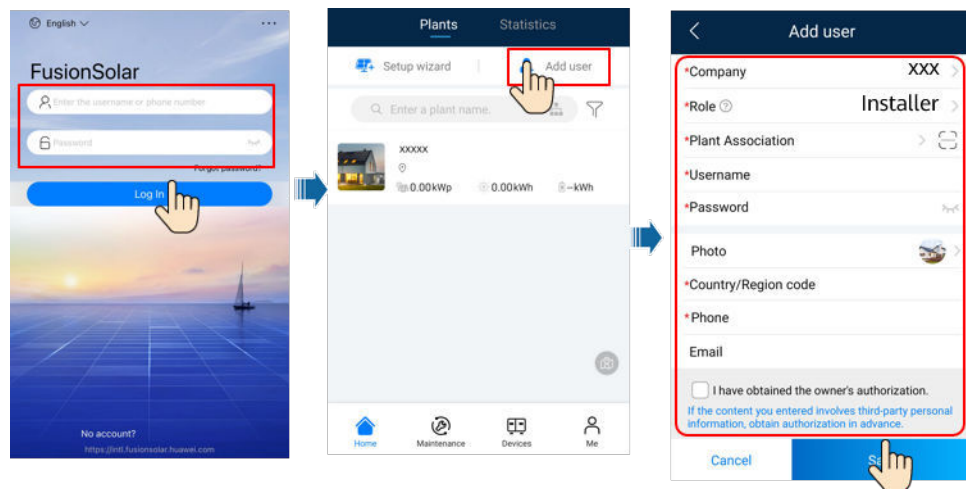 English
...
FusionSolar
Enter the username or phone number
Password
Forgot password?
Log In
No account?
https://intl.fusionsolar.huawei.com
Plants Statistics
Setup wizard Add user
Enter a plant name.
xxxxx
0.00kWp 0.00kWh –kWh
Home Maintenance Devices Me
Add user
*Company XXX
*Role Installer
*Plant Association
*Username
*Password
Photo
*Country/Region code
*Phone
Email
I have obtained the owner's authorization.
If the content you entered involves third-party personal
information, obtain authorization in advance.
Cancel